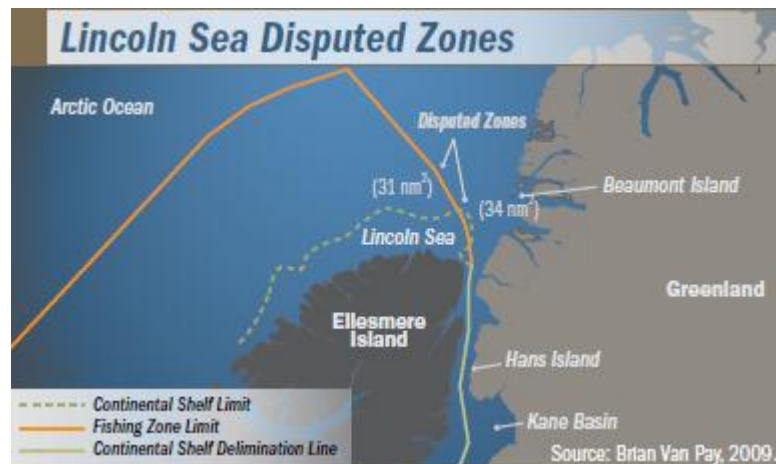 Lincoln Sea Disputed Zones
Arctic Ocean
Disputed Zones
(31 nm²)
Beaumont Island
(34 nm²)
Lincoln Sea
Greenland
Ellesmere
Island
Hans Island
Continental Shelf Limit
Fishing Zone Limit
Kane Basin
Continental Shelf Delimination Line
Source: Brian Van Pay, 2009.